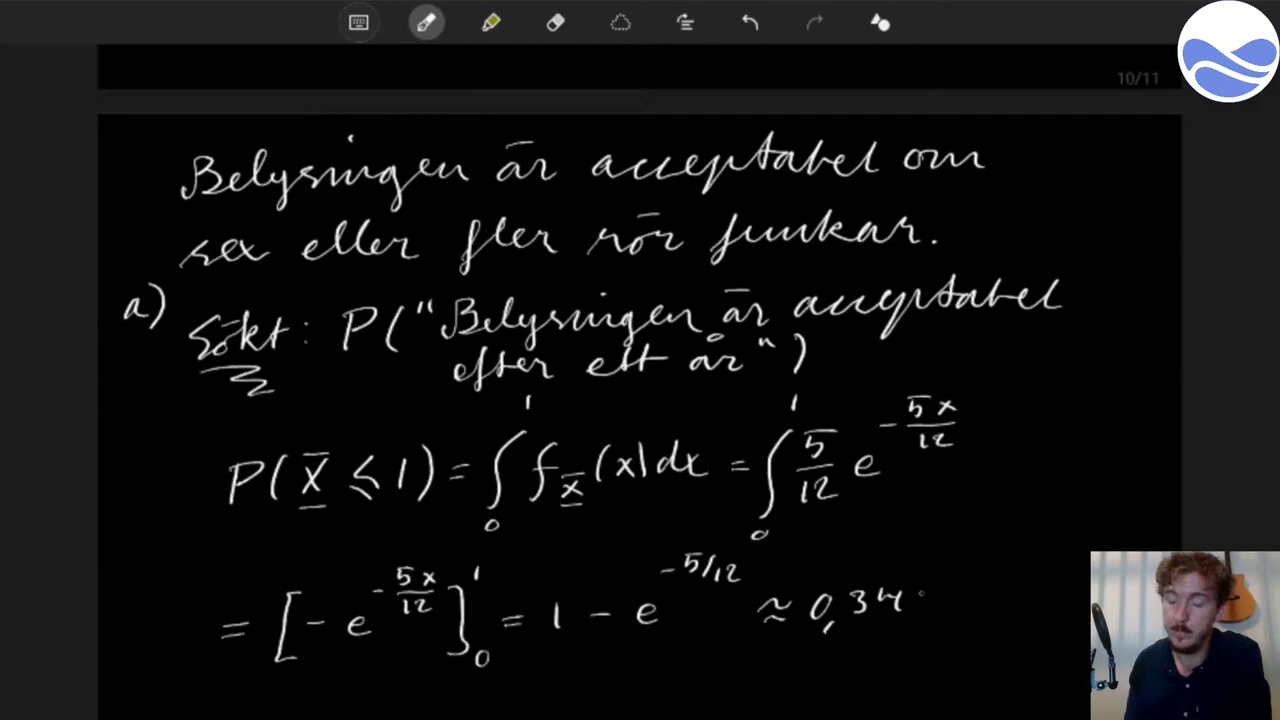 10/11
Belysningen är acceptabel om
sex eller fler rör funkar.
a) Sökt: P("Belysningen är acceptabel
efter ett år")
P(X ≤ 1) = ∫₀¹ f_X(x)dx = ∫₀¹ 5/12 e^(-5x/12)
= [-e^(-5x/12)]₀¹ = 1 - e^(-5/12) ≈ 0,34